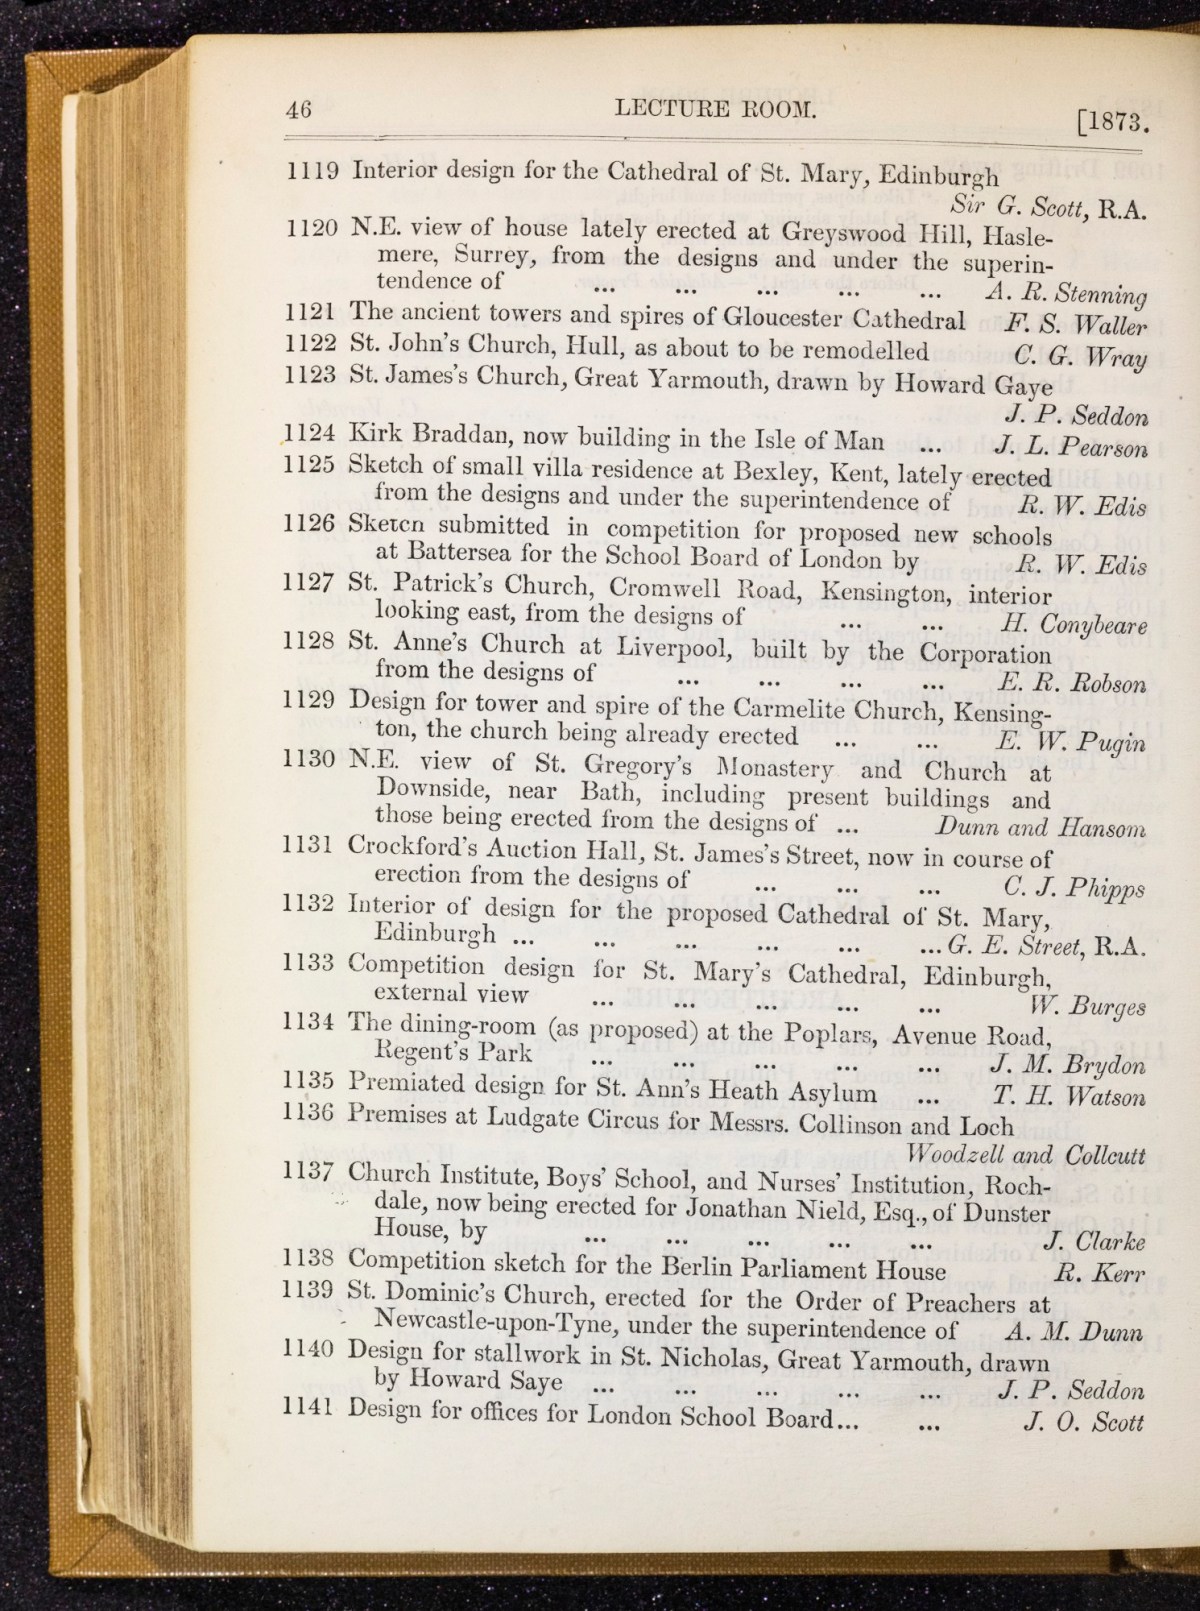 46 LECTURE ROOM. [1873.
1119 Interior design for the Cathedral of St. Mary, Edinburgh
Sir G. Scott, R.A.
1120 N.E. view of house lately erected at Greyswood Hill, Hasle-
mere, Surrey, from the designs and under the superin-
tendence of ... ... ... ... ... A. R. Stenning
1121 The ancient towers and spires of Gloucester Cathedral F. S. Waller
1122 St. John's Church, Hull, as about to be remodelled C. G. Wray
1123 St. James's Church, Great Yarmouth, drawn by Howard Gaye
J. P. Seddon
1124 Kirk Braddan, now building in the Isle of Man ... J. L. Pearson
1125 Sketch of small villa residence at Bexley, Kent, lately erected
from the designs and under the superintendence of R. W. Edis
1126 Sketcn submitted in competition for proposed new schools
at Battersea for the School Board of London by R. W. Edis
1127 St. Patrick's Church, Cromwell Road, Kensington, interior
looking east, from the designs of ... ... H. Conybeare
1128 St. Anne's Church at Liverpool, built by the Corporation
from the designs of ... ... ... ... E. R. Robson
1129 Design for tower and spire of the Carmelite Church, Kensing-
ton, the church being already erected ... ... E. W. Pugin
1130 N.E. view of St. Gregory's Monastery and Church at
Downside, near Bath, including present buildings and
those being erected from the designs of ... Dunn and Hansom
1131 Crockford's Auction Hall, St. James's Street, now in course of
erection from the designs of ... ... ... C. J. Phipps
1132 Interior of design for the proposed Cathedral of St. Mary,
Edinburgh ... ... ... ... ... ... G. E. Street, R.A.
1133 Competition design for St. Mary's Cathedral, Edinburgh,
external view ... ... ... ... ... W. Burges
1134 The dining-room (as proposed) at the Poplars, Avenue Road,
Regent's Park ... ... ... ... ... J. M. Brydon
1135 Premiated design for St. Ann's Heath Asylum ... T. H. Watson
1136 Premises at Ludgate Circus for Messrs. Collinson and Loch
Woodzell and Collcutt
1137 Church Institute, Boys' School, and Nurses' Institution, Roch-
dale, now being erected for Jonathan Nield, Esq., of Dunster
House, by ... ... ... ... ... J. Clarke
1138 Competition sketch for the Berlin Parliament House R. Kerr
1139 St. Dominic's Church, erected for the Order of Preachers at
Newcastle-upon-Tyne, under the superintendence of A. M. Dunn
1140 Design for stallwork in St. Nicholas, Great Yarmouth, drawn
by Howard Saye ... ... ... ... ... J. P. Seddon
1141 Design for offices for London School Board... ... J. O. Scott